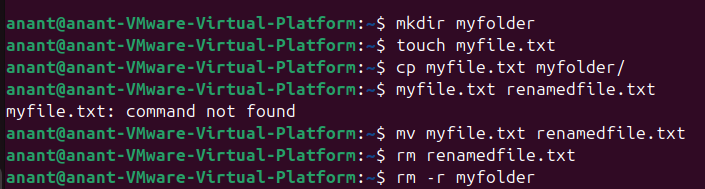 anant@anant-VMware-Virtual-Platform:~$ mkdir myfolder
anant@anant-VMware-Virtual-Platform:~$ touch myfile.txt
anant@anant-VMware-Virtual-Platform:~$ cp myfile.txt myfolder/
anant@anant-VMware-Virtual-Platform:~$ myfile.txt renamedfile.txt
myfile.txt: command not found
anant@anant-VMware-Virtual-Platform:~$ mv myfile.txt renamedfile.txt
anant@anant-VMware-Virtual-Platform:~$ rm renamedfile.txt
anant@anant-VMware-Virtual-Platform:~$ rm -r myfolder